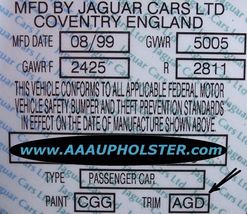 MFD BY JAGUAR CARS LTD
COVENTRY ENGLAND
MFD DATE 08/99 GVWR 5005
GAWR F 2425 R 2811
THIS VEHICLE CONFORMS TO ALL APPLICABLE FEDERAL MOTOR
VEHICLE SAFETY BUMPER AND THEFT PREVENTION STANDARDS
IN EFFECT ON THE DATE OF MANUFACTURE SHOWN ABOVE.
www.AAAUPHOLSTER.com
TYPE PASSENGER CAR
PAINT CGG TRIM AGD